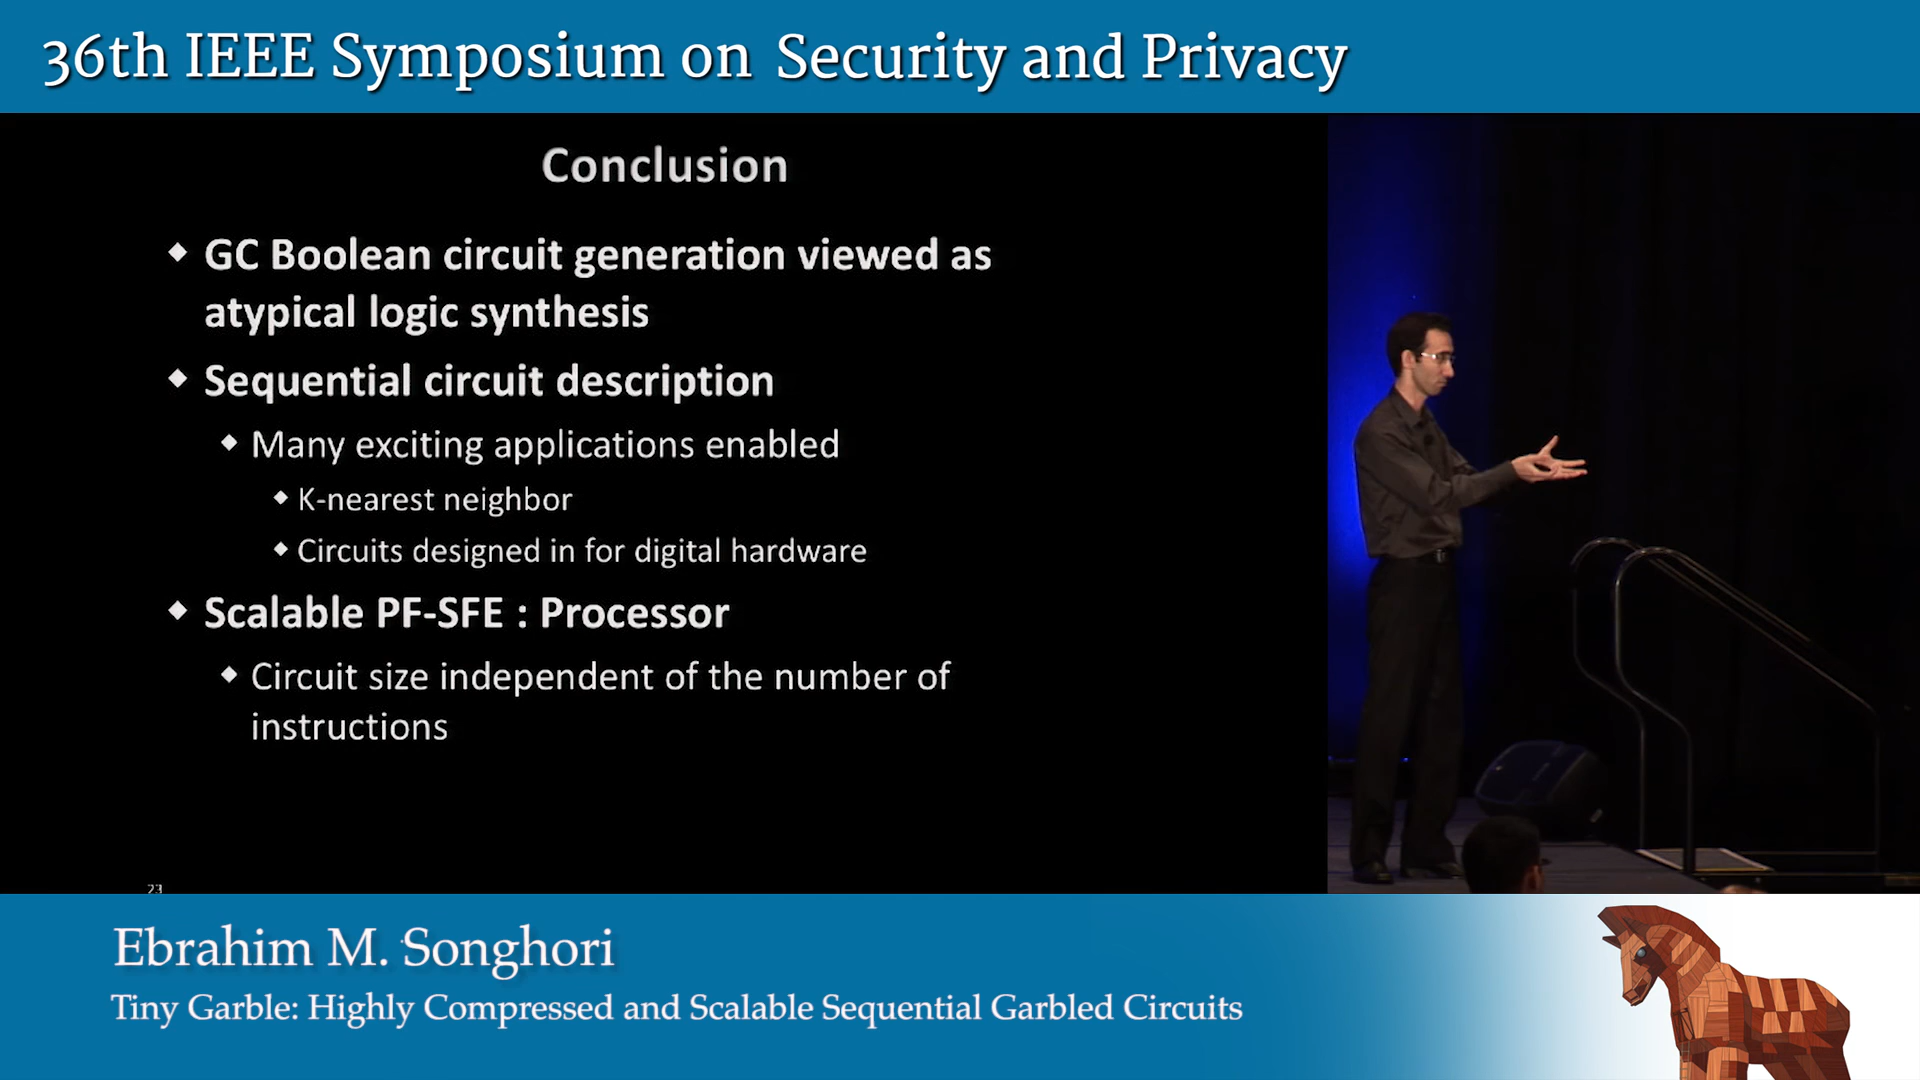 36th IEEE Symposium on Security and Privacy
Conclusion
GC Boolean circuit generation viewed as
atypical logic synthesis
Sequential circuit description
Many exciting applications enabled
K-nearest neighbor
Circuits designed in for digital hardware
Scalable PF-SFE : Processor
Circuit size independent of the number of
instructions
23
Ebrahim M. Songhori
Tiny Garble: Highly Compressed and Scalable Sequential Garbled Circuits